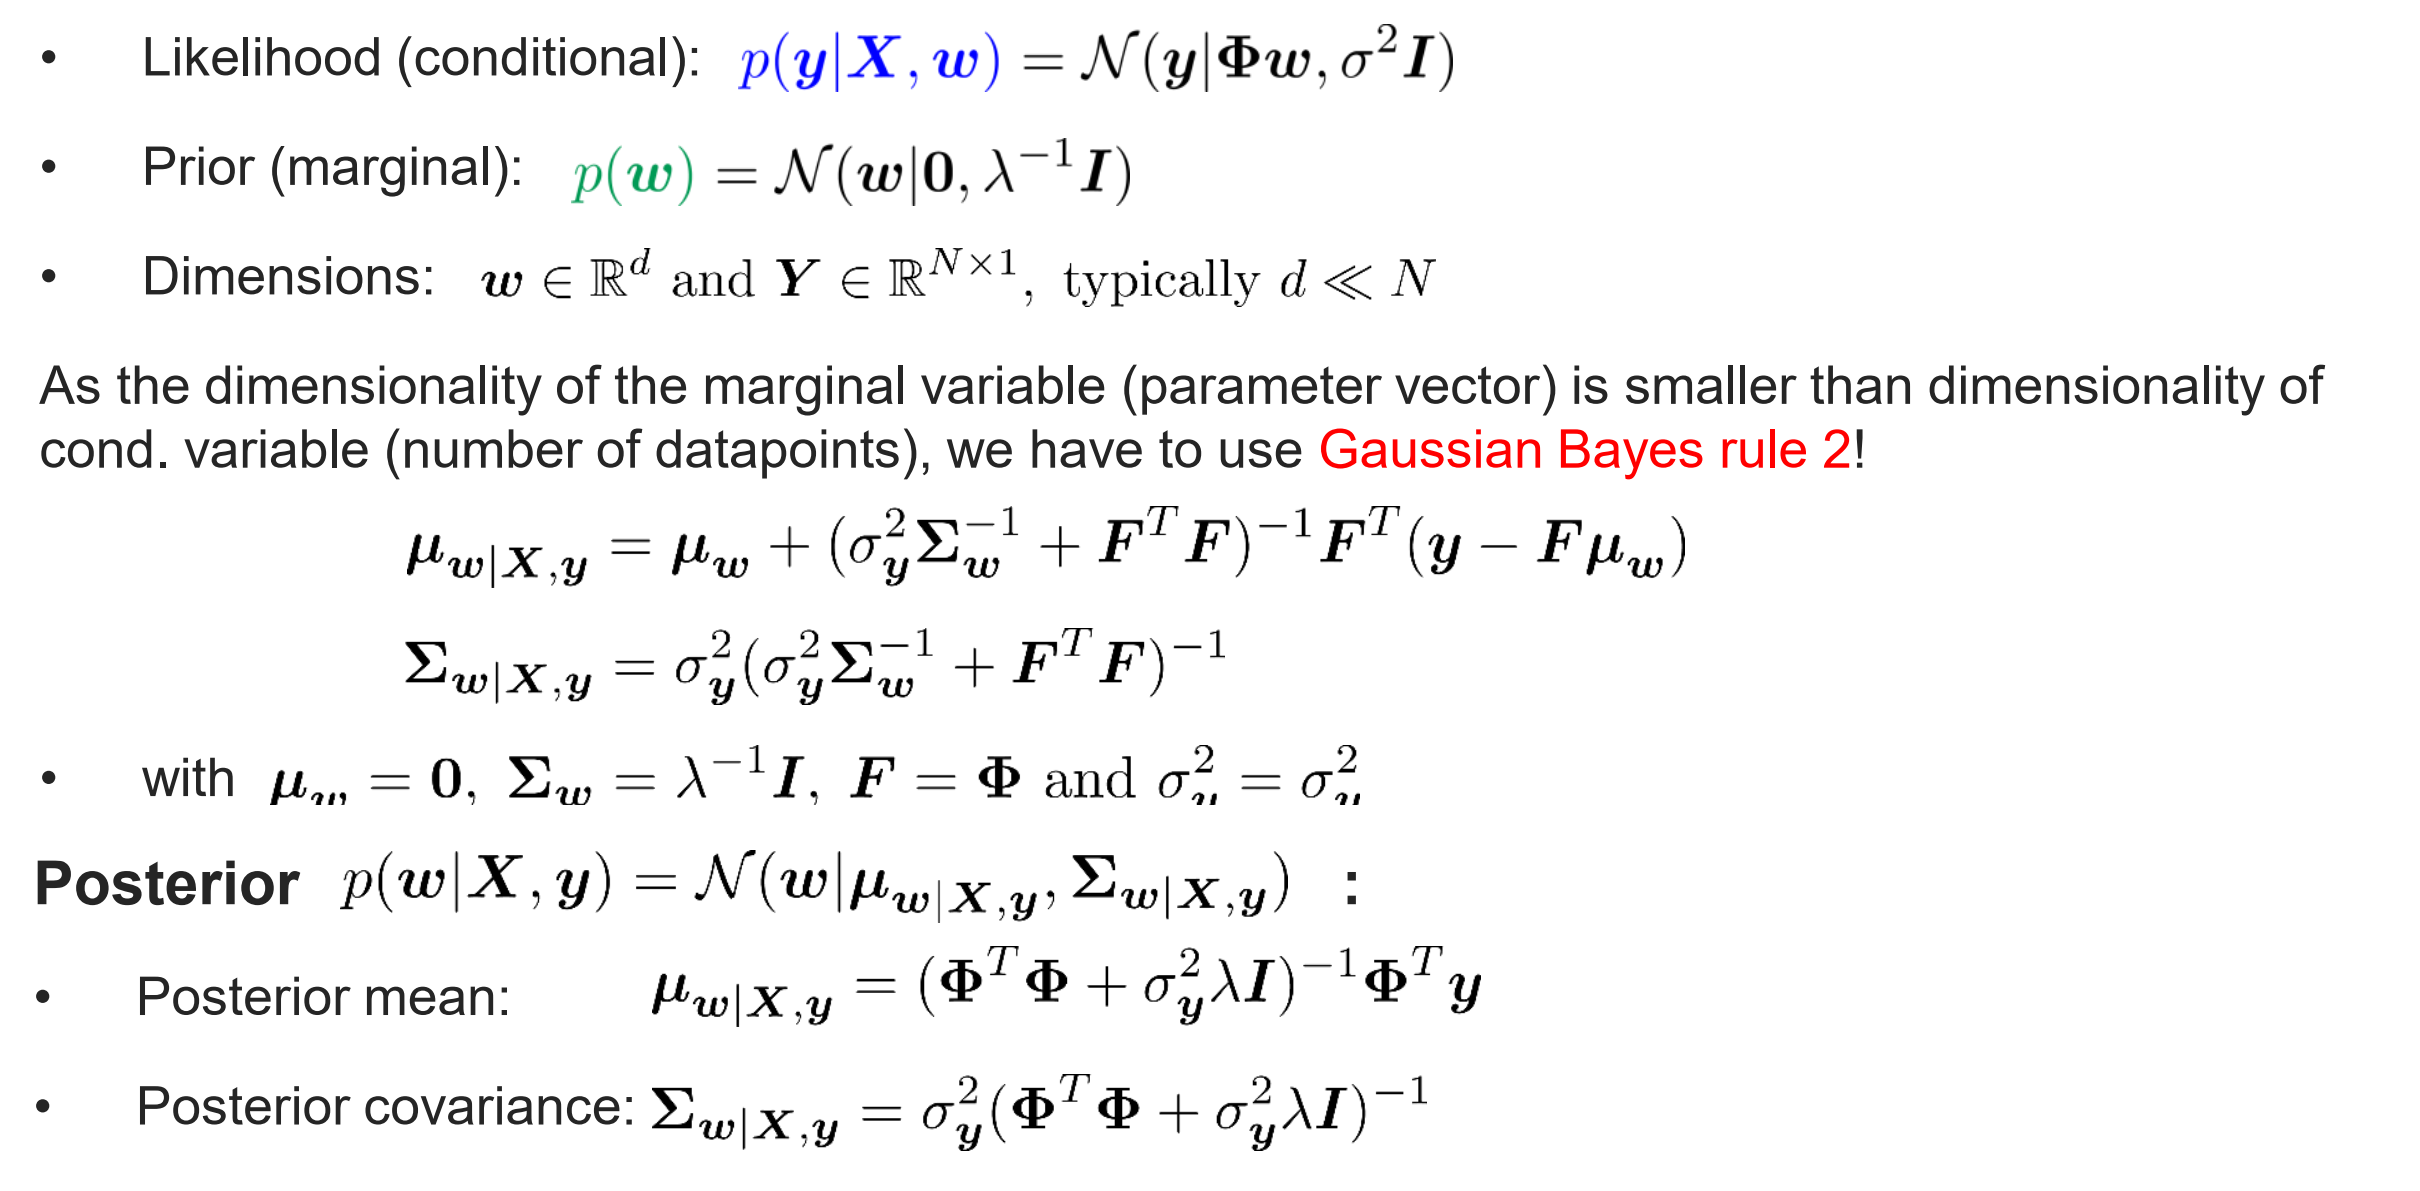 • Likelihood (conditional): $p(\boldsymbol{y}|\boldsymbol{X}, \boldsymbol{w}) = \mathcal{N}(\boldsymbol{y}|\boldsymbol{\Phi}\boldsymbol{w}, \sigma^2 \boldsymbol{I})$
• Prior (marginal): $p(\boldsymbol{w}) = \mathcal{N}(\boldsymbol{w}|\boldsymbol{0}, \lambda^{-1} \boldsymbol{I})$
• Dimensions: $\boldsymbol{w} \in \mathbb{R}^d$ and $\boldsymbol{Y} \in \mathbb{R}^{N \times 1}$, typically $d \ll N$
As the dimensionality of the marginal variable (parameter vector) is smaller than dimensionality of
cond. variable (number of datapoints), we have to use Gaussian Bayes rule 2!
$\boldsymbol{\mu}_{\boldsymbol{w}|\boldsymbol{X},\boldsymbol{y}} = \boldsymbol{\mu}_{\boldsymbol{w}} + (\sigma_{\boldsymbol{y}}^2 \boldsymbol{\Sigma}_{\boldsymbol{w}}^{-1} + \boldsymbol{F}^T \boldsymbol{F})^{-1} \boldsymbol{F}^T (\boldsymbol{y} - \boldsymbol{F} \boldsymbol{\mu}_{\boldsymbol{w}})$
$\boldsymbol{\Sigma}_{\boldsymbol{w}|\boldsymbol{X},\boldsymbol{y}} = \sigma_{\boldsymbol{y}}^2 (\sigma_{\boldsymbol{y}}^2 \boldsymbol{\Sigma}_{\boldsymbol{w}}^{-1} + \boldsymbol{F}^T \boldsymbol{F})^{-1}$
• with $\boldsymbol{\mu}_{\boldsymbol{w}} = \boldsymbol{0}, \boldsymbol{\Sigma}_{\boldsymbol{w}} = \lambda^{-1} \boldsymbol{I}, \boldsymbol{F} = \boldsymbol{\Phi}$ and $\sigma_{\boldsymbol{y}}^2 = \sigma_{\boldsymbol{y}}^2$
Posterior $p(\boldsymbol{w}|\boldsymbol{X}, \boldsymbol{y}) = \mathcal{N}(\boldsymbol{w}|\boldsymbol{\mu}_{\boldsymbol{w}|\boldsymbol{X},\boldsymbol{y}}, \boldsymbol{\Sigma}_{\boldsymbol{w}|\boldsymbol{X},\boldsymbol{y}})$ :
• Posterior mean: $\boldsymbol{\mu}_{\boldsymbol{w}|\boldsymbol{X},\boldsymbol{y}} = (\boldsymbol{\Phi}^T \boldsymbol{\Phi} + \sigma_{\boldsymbol{y}}^2 \lambda \boldsymbol{I})^{-1} \boldsymbol{\Phi}^T \boldsymbol{y}$
• Posterior covariance: $\boldsymbol{\Sigma}_{\boldsymbol{w}|\boldsymbol{X},\boldsymbol{y}} = \sigma_{\boldsymbol{y}}^2 (\boldsymbol{\Phi}^T \boldsymbol{\Phi} + \sigma_{\boldsymbol{y}}^2 \lambda \boldsymbol{I})^{-1}$